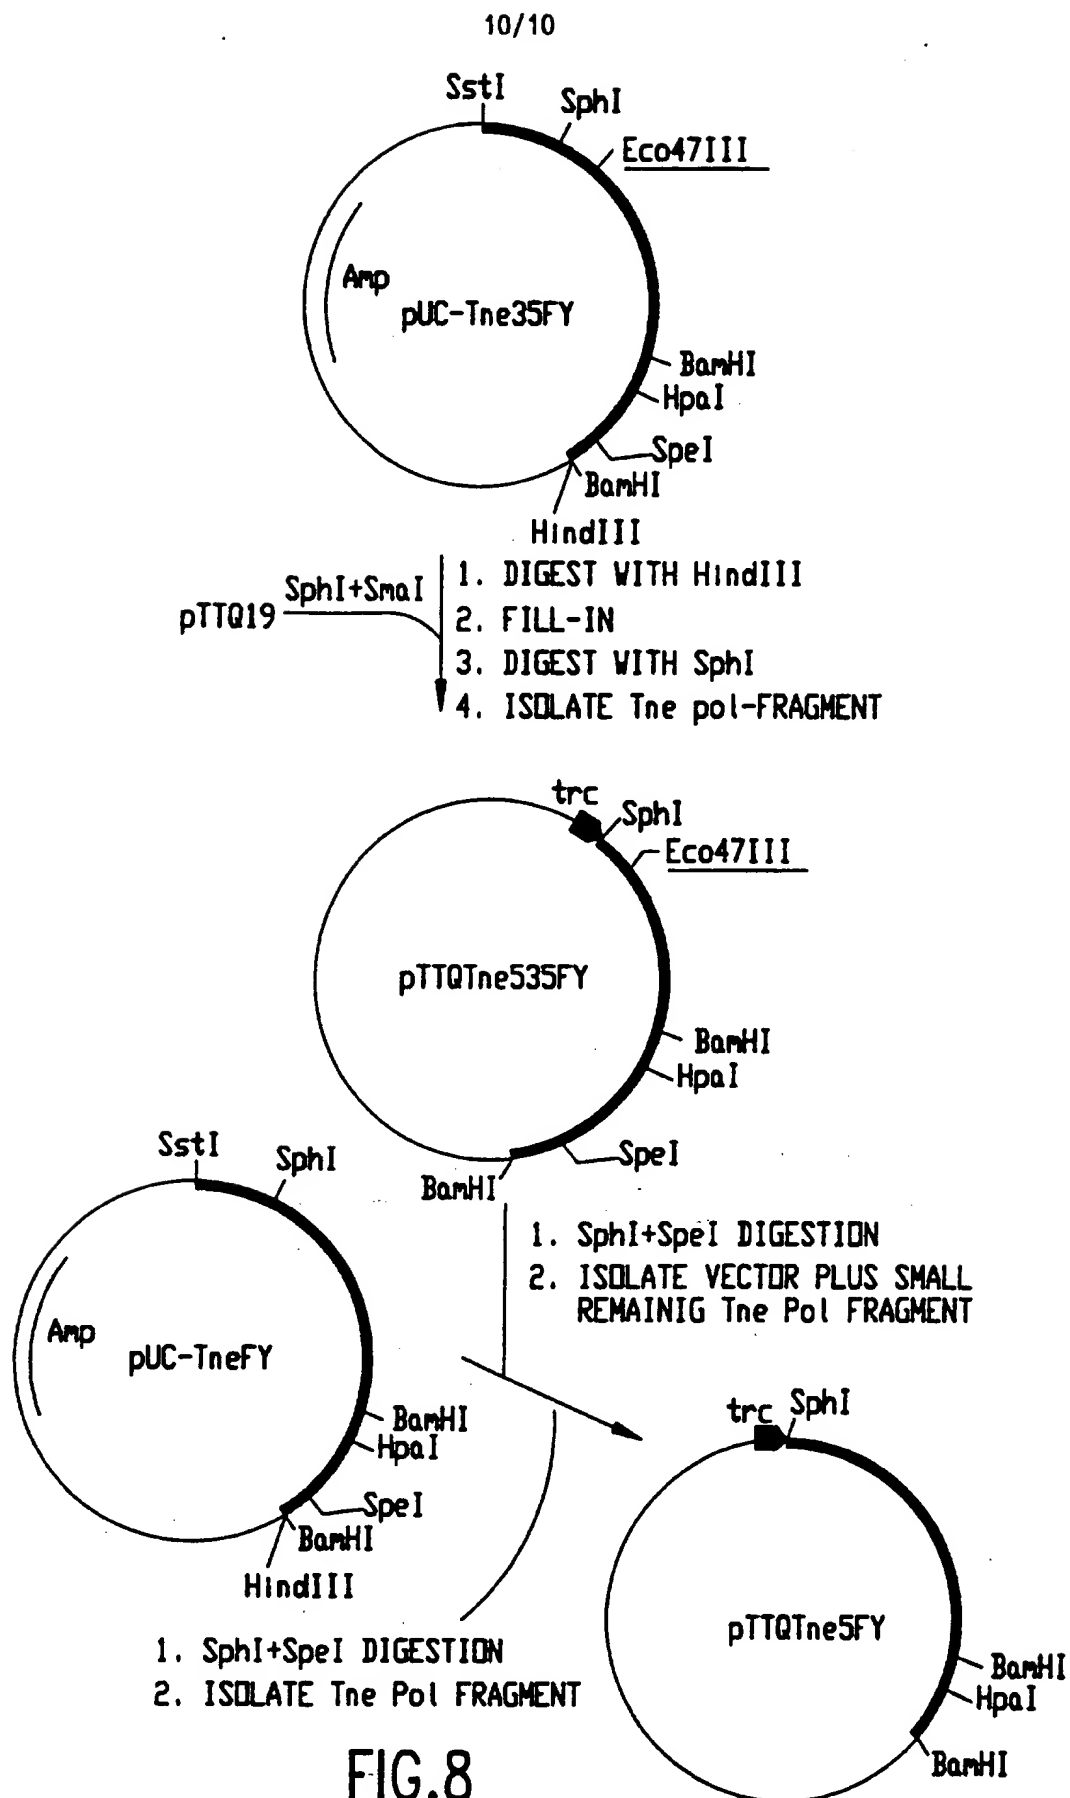 10/10
SstI
SphI
Eco47III
Amp
pUC-Tne35FY
BamHI
HpaI
SpeI
BamHI
HindIII
pTTQ19
SphI+SmaI
1. DIGEST WITH HindIII
2. FILL-IN
3. DIGEST WITH SphI
4. ISOLATE Tne pol-FRAGMENT
trc
SphI
Eco47III
pTTQTne535FY
BamHI
HpaI
SpeI
BamHI
1. SphI+SpeI DIGESTION
2. ISOLATE VECTOR PLUS SMALL
REMAINIG Tne Pol FRAGMENT
SstI
SphI
Amp
pUC-TneFY
BamHI
HpaI
SpeI
BamHI
HindIII
1. SphI+SpeI DIGESTION
2. ISOLATE Tne Pol FRAGMENT
trc
SphI
pTTQTne5FY
BamHI
HpaI
BamHI
FIG.8